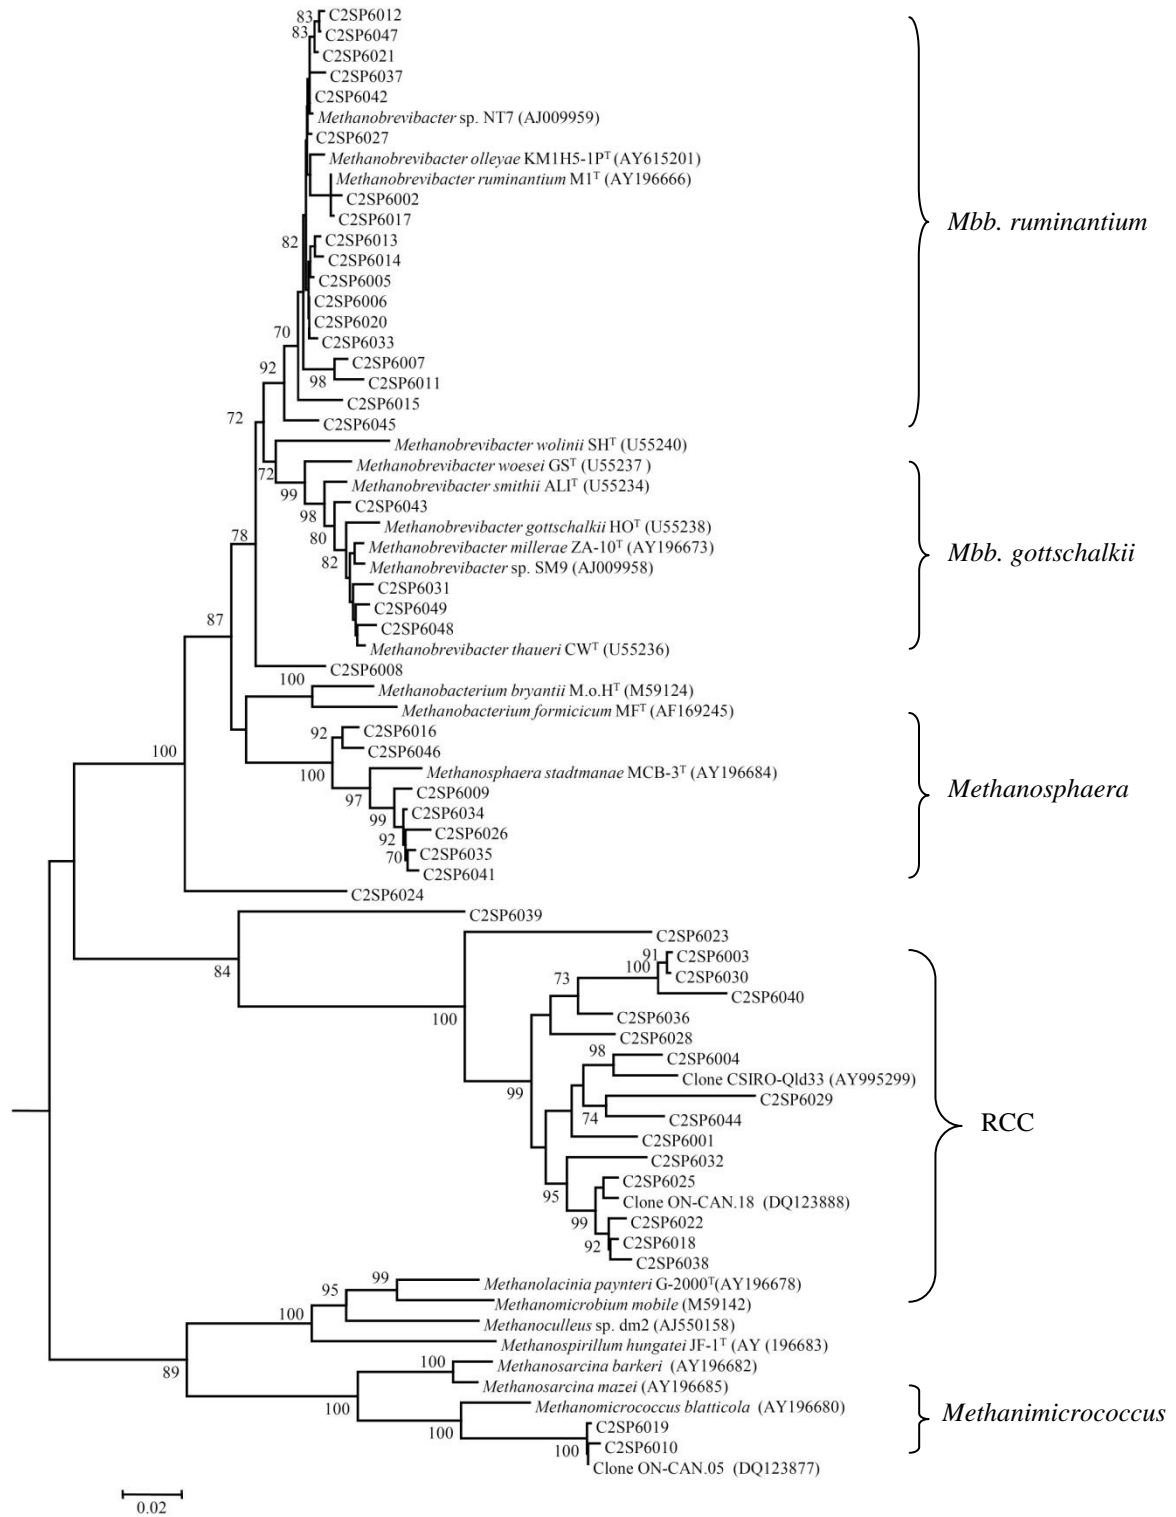 83
C2SP6012
83
C2SP6047
C2SP6021
C2SP6037
C2SP6042
Methanobrevibacter sp. NT7 (AJ009959)
C2SP6027
Methanobrevibacter olleyae KM1H5-1Pᵀ (AY615201)
Methanobrevibacter ruminantium M1ᵀ (AY196666)
C2SP6002
C2SP6017
Mbb. ruminantium
82
C2SP6013
C2SP6014
C2SP6005
C2SP6006
C2SP6020
70
C2SP6033
C2SP6007
92
98
C2SP6011
C2SP6015
72
C2SP6045
Methanobrevibacter wolinii SHᵀ (U55240)
72
Methanobrevibacter woesei GSᵀ (U55237 )
99
Methanobrevibacter smithii ALIᵀ (U55234)
98
C2SP6043
Methanobrevibacter gottschalkii HOᵀ (U55238)
78
80
Methanobrevibacter millerae ZA-10ᵀ (AY196673)
Mbb. gottschalkii
82
Methanobrevibacter sp. SM9 (AJ009958)
C2SP6031
C2SP6049
87
C2SP6048
Methanobrevibacter thaueri CWᵀ (U55236)
C2SP6008
100
Methanobacterium bryantii M.o.Hᵀ (M59124)
Methanobacterium formicicum MFᵀ (AF169245)
92
C2SP6016
100
C2SP6046
100
Methanosphaera stadtmanae MCB-3ᵀ (AY196684)
Methanosphaera
97
C2SP6009
99
C2SP6034
92
C2SP6026
70
C2SP6035
C2SP6041
C2SP6024
C2SP6039
C2SP6023
84
91
C2SP6003
100
C2SP6030
73
C2SP6040
100
C2SP6036
C2SP6028
98
C2SP6004
Clone CSIRO-Qld33 (AY995299)
99
C2SP6029
74
C2SP6044
RCC
C2SP6001
C2SP6032
95
C2SP6025
Clone ON-CAN.18 (DQ123888)
99
C2SP6022
92
C2SP6018
C2SP6038
99
Methanolacinia paynteri G-2000ᵀ(AY196678)
95
Methanomicrobium mobile (M59142)
100
Methanoculleus sp. dm2 (AJ550158)
Methanospirillum hungatei JF-1ᵀ (AY (196683)
89
100
Methanosarcina barkeri (AY196682)
Methanosarcina mazei (AY196685)
100
Methanomicrococcus blatticola (AY196680)
Methanimicrococcus
100
C2SP6019
100
C2SP6010
Clone ON-CAN.05 (DQ123877)
0.02